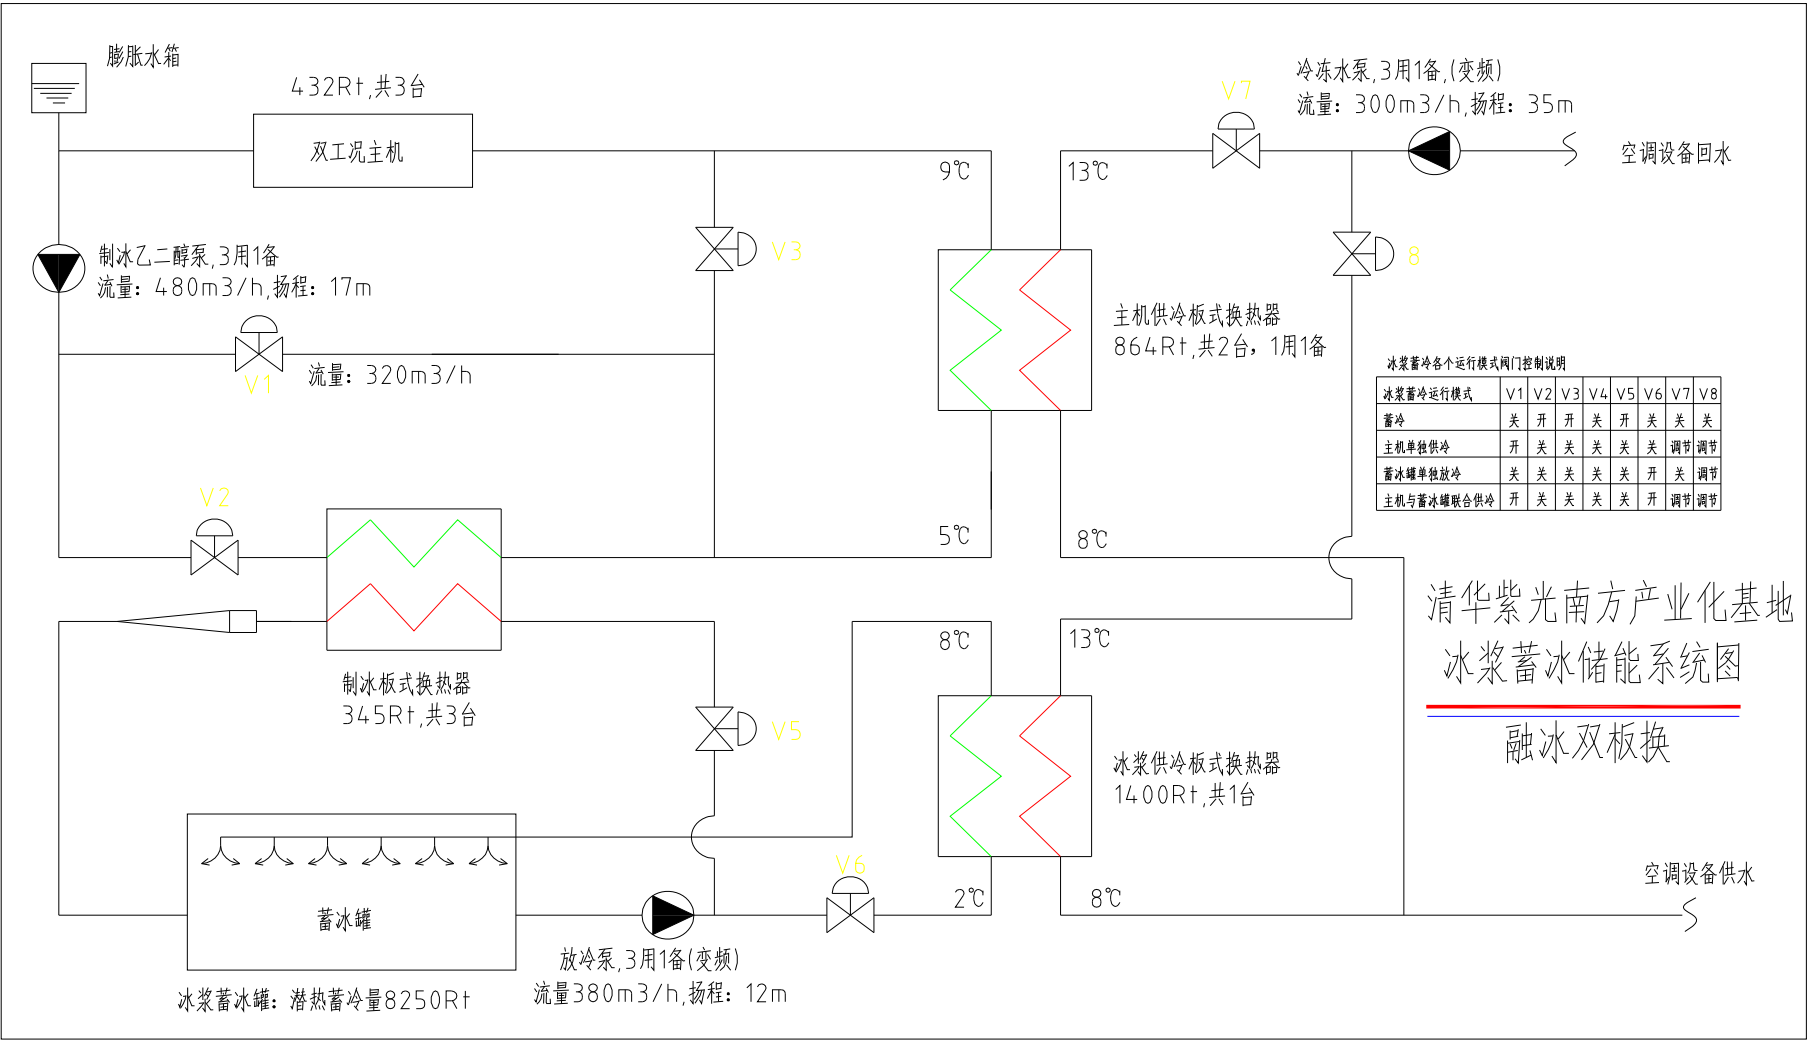 膨胀水箱
432Rt,共3台
双工况主机
制冰乙二醇泵,3用1备
流量：480m3/h,扬程：17m
V1
流量：320m3/h
V3
V2
制冰板式换热器
345Rt,共3台
V5
蓄冰罐
冰浆蓄冰罐：潜热蓄冷量8250Rt
放冷泵,3用1备(变频)
流量380m3/h,扬程：12m
V6
9℃
13℃
5℃
8℃
主机供冷板式换热器
864Rt,共2台，1用1备
8℃
13℃
2℃
8℃
冰浆供冷板式换热器
1400Rt,共1台
V7
冷冻水泵,3用1备,(变频)
流量：300m3/h,扬程：35m
空调设备回水
8
冰浆蓄冷各个运行模式阀门控制说明
冰浆蓄冷运行模式 V1 V2 V3 V4 V5 V6 V7 V8
蓄冷 关 开 开 关 开 关 关 关
主机单独供冷 开 关 关 关 关 关 调节 调节
蓄冰罐单独放冷 关 关 关 关 关 开 关 调节
主机与蓄冰罐联合供冷 开 关 关 关 关 开 调节 调节
清华紫光南方产业化基地
冰浆蓄冰储能系统图
融冰双板换
空调设备供水